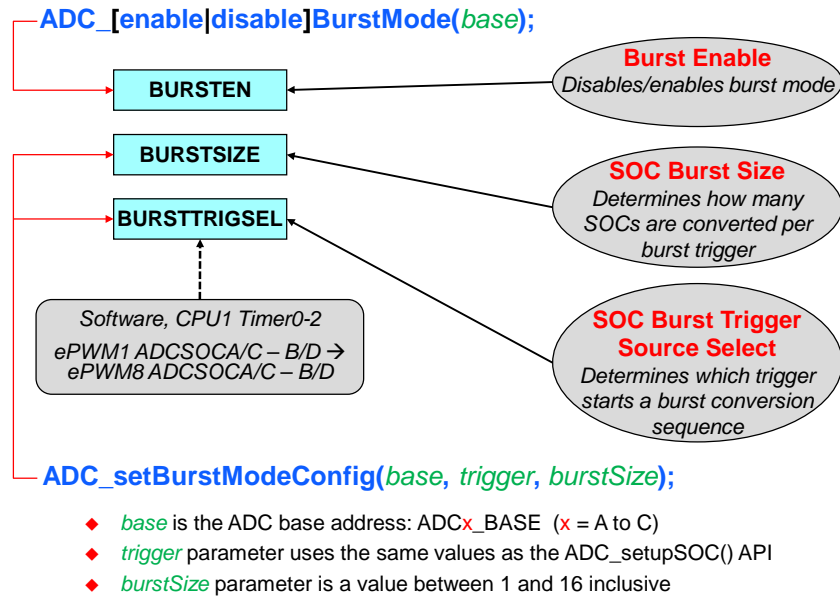 ADC_[enable|disable]BurstMode(base);
BURSTEN
Burst Enable
Disables/enables burst mode
BURSTSIZE
SOC Burst Size
Determines how many
SOCs are converted per
burst trigger
BURSTTRIGSEL
Software, CPU1 Timer0-2
ePWM1 ADCSOCA/C – B/D →
ePWM8 ADCSOCA/C – B/D
SOC Burst Trigger
Source Select
Determines which trigger
starts a burst conversion
sequence
ADC_setBurstModeConfig(base, trigger, burstSize);
◆ base is the ADC base address: ADCx_BASE (x = A to C)
◆ trigger parameter uses the same values as the ADC_setupSOC() API
◆ burstSize parameter is a value between 1 and 16 inclusive